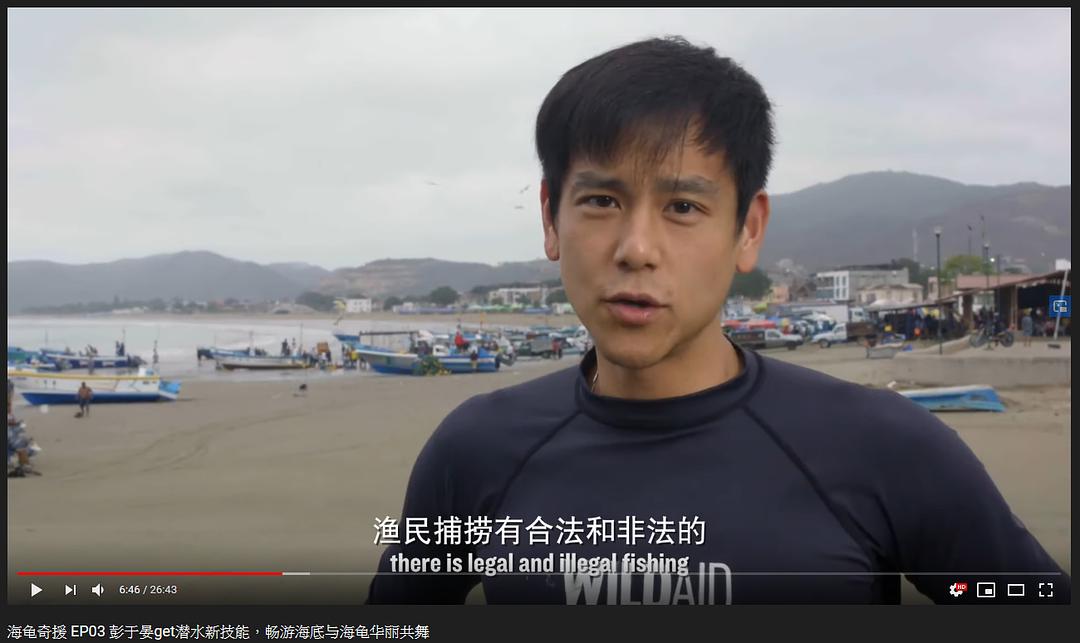 渔民捕捞有合法和非法的
there is legal and illegal fishing
WILDAID
6:46 / 26:43
HD
海龟奇援 EP03 彭于晏get潜水新技能，畅游海底与海龟华丽共舞